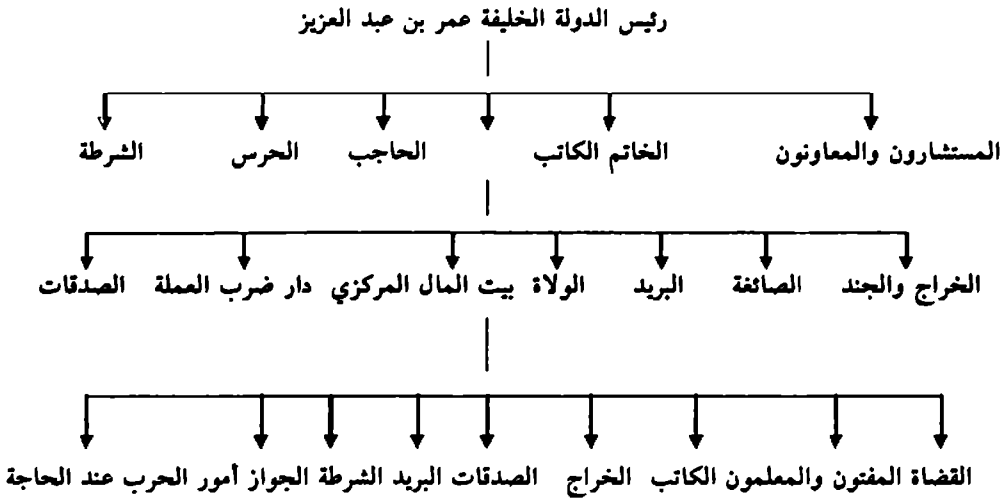 رئيس الدولة الخليفة عمر بن عبد العزيز
المستشارون والمعاونون الخاتم الكاتب الحاجب الحرس الشرطة
الخراج والجند الصائفة البريد الولاة بيت المال المركزي دار ضرب العملة الصدقات
القضاة المفتون والمعلمون الكاتب الخراج الصدقات البريد الشرطة الجواز أمور الحرب عند الحاجة